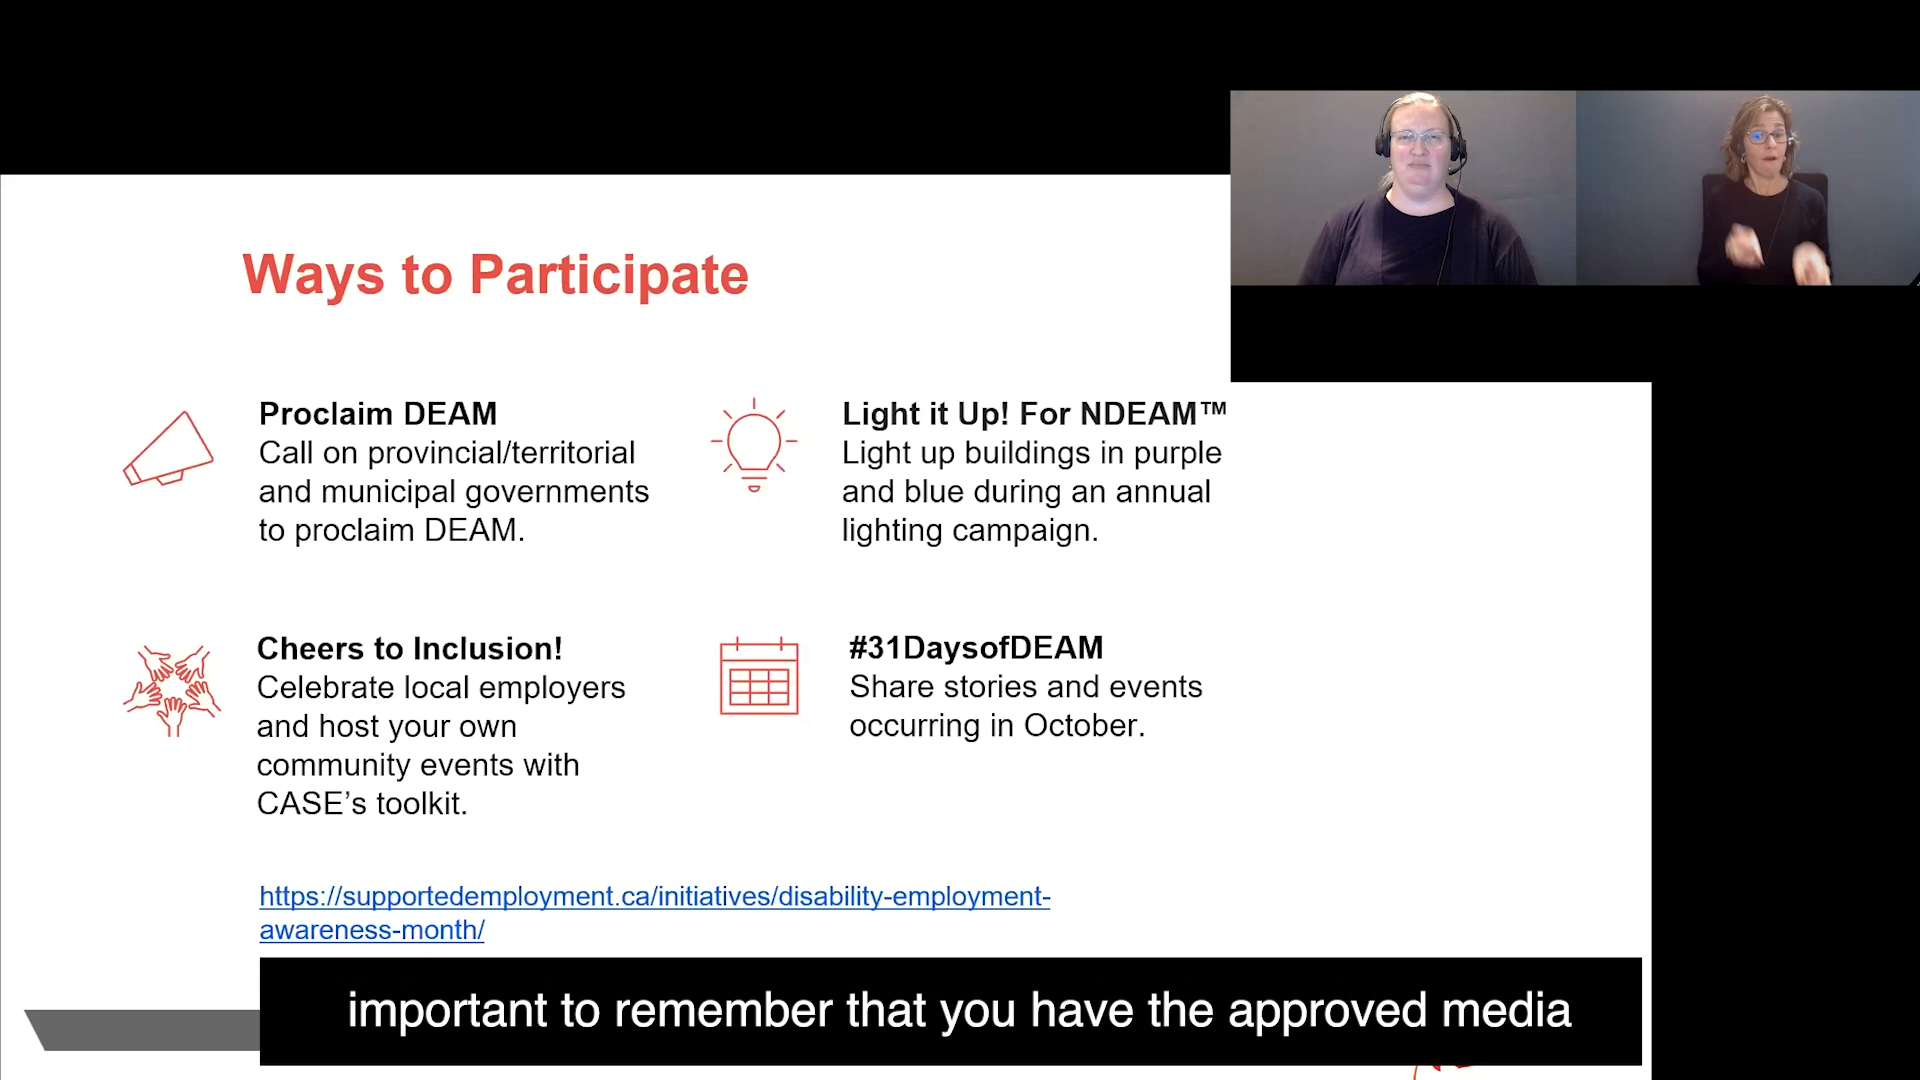 Ways to Participate
Proclaim DEAM
Call on provincial/territorial
and municipal governments
to proclaim DEAM.
Light it Up! For NDEAM™
Light up buildings in purple
and blue during an annual
lighting campaign.
Cheers to Inclusion!
Celebrate local employers
and host your own
community events with
CASE’s toolkit.
#31DaysofDEAM
Share stories and events
occurring in October.
https://supportedemployment.ca/initiatives/disability-employment-
awareness-month/
important to remember that you have the approved media